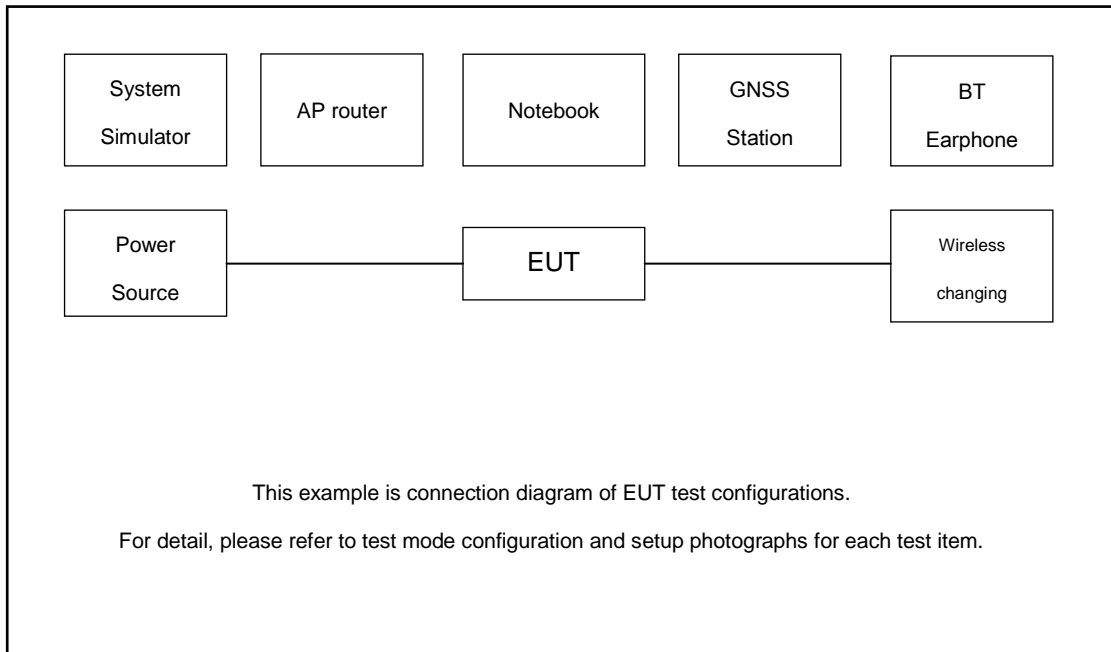 System
Simulator
AP router
Notebook
GNSS
Station
BT
Earphone
Power
Source
EUT
Wireless
changing
This example is connection diagram of EUT test configurations.
For detail, please refer to test mode configuration and setup photographs for each test item.